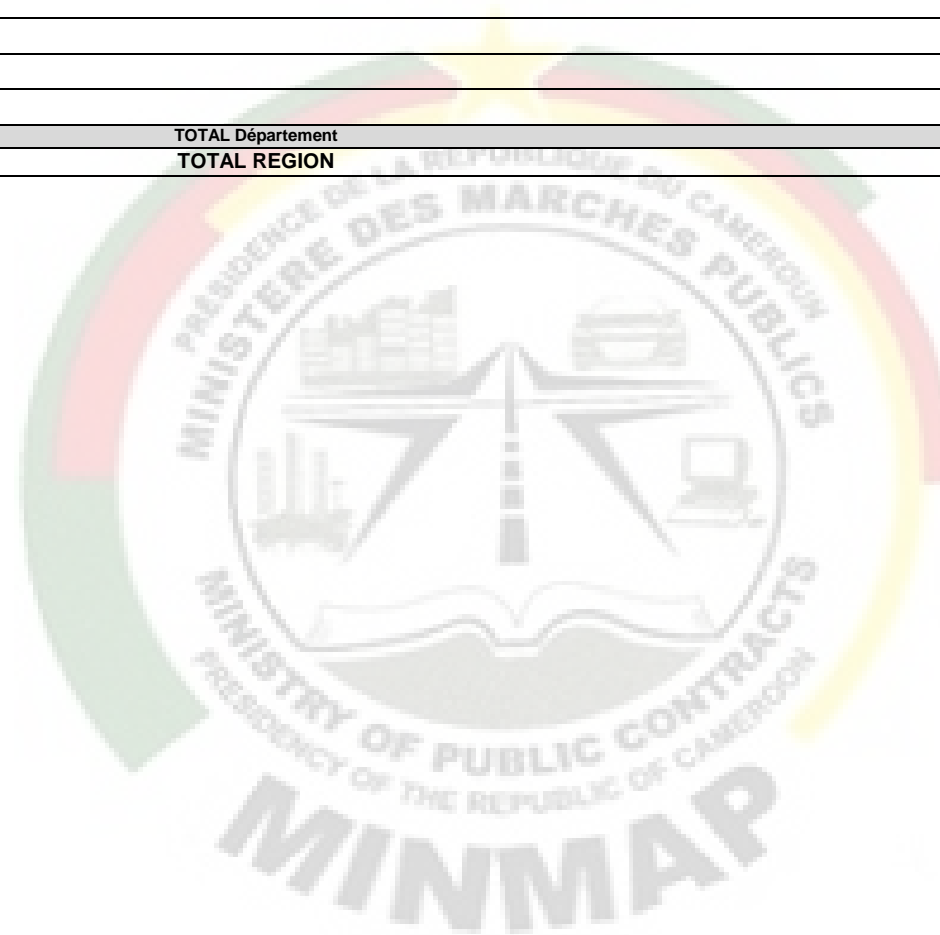 TOTAL Département
TOTAL REGION
PRÉSIDENCE DE LA REPUBLIQUE DU CAMEROUN
MINISTERE DES MARCHES PUBLICS
MINISTRY OF PUBLIC CONTRACTS
PRESIDENCY OF THE REPUBLIC OF CAMEROON
MINMAP